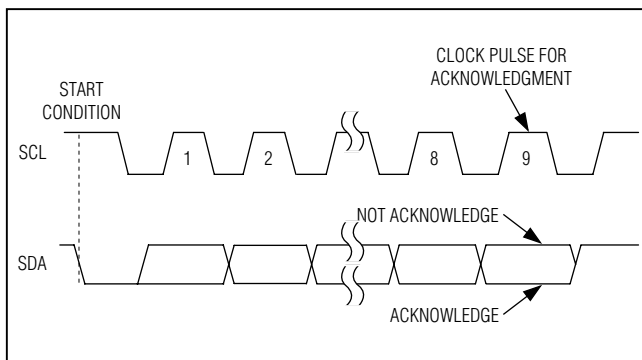 CLOCK PULSE FOR
ACKNOWLEDGMENT
START
CONDITION
SCL
1 2 8 9
NOT ACKNOWLEDGE
SDA
ACKNOWLEDGE